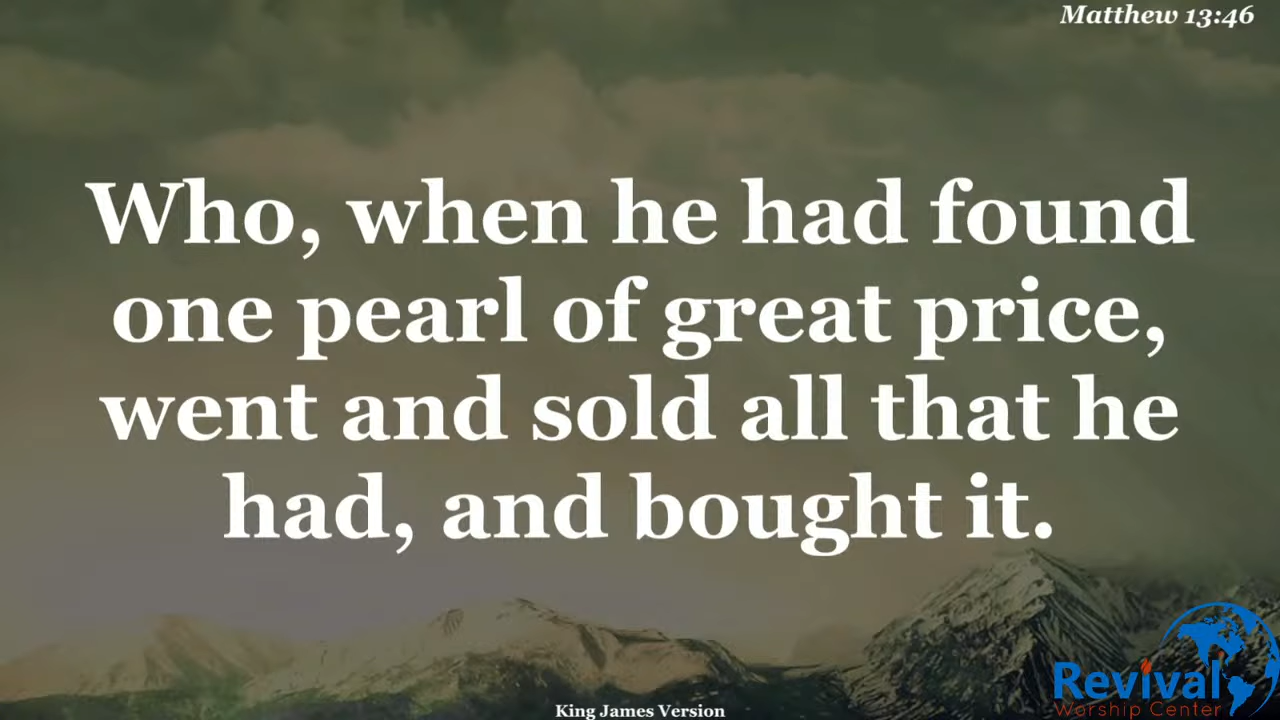 Matthew 13:46
Who, when he had found
one pearl of great price,
went and sold all that he
had, and bought it.
Revival
Worship Center
King James Version